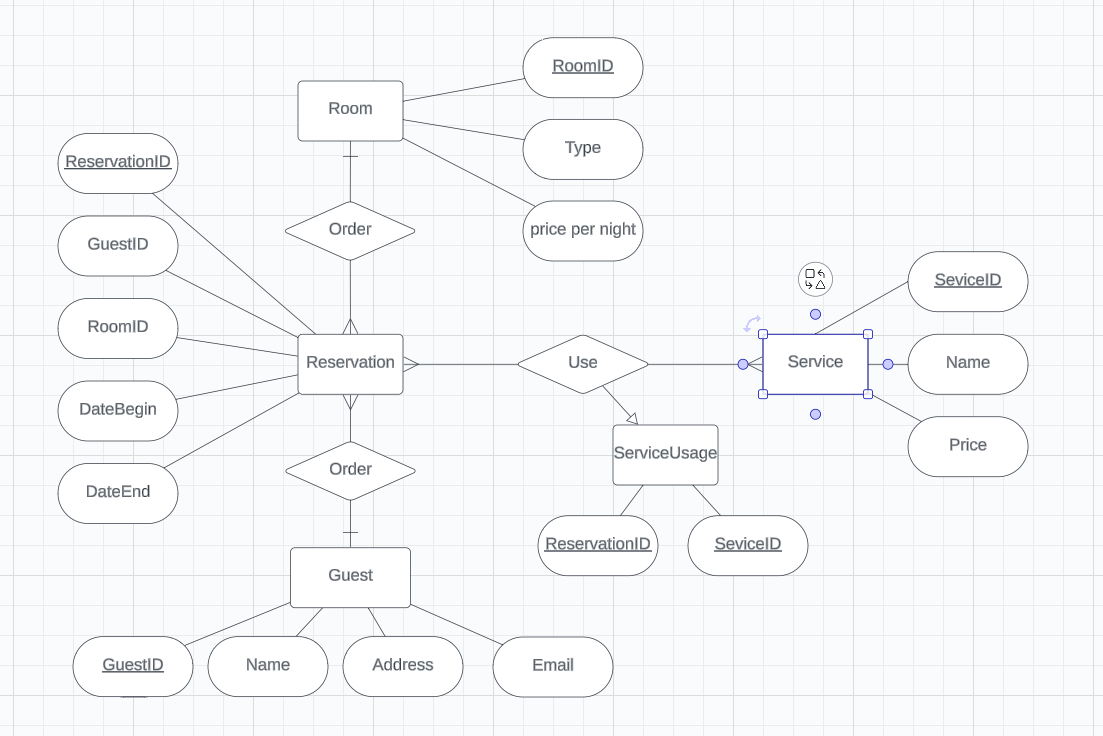 RoomID
Room
Type
ReservationID
Order
price per night
GuestID
SeviceID
RoomID
Reservation
Use
Service
Name
DateBegin
Price
ServiceUsage
Order
DateEnd
ReservationID
SeviceID
Guest
GuestID
Name
Address
Email